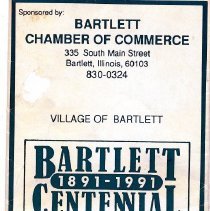 Sponsored by:
BARTLETT
CHAMBER OF COMMERCE
335 South Main Street
Bartlett, Illinois, 60103
830-0324
VILLAGE OF BARTLETT
BARTLETT
1891-1991
CENTENIAL